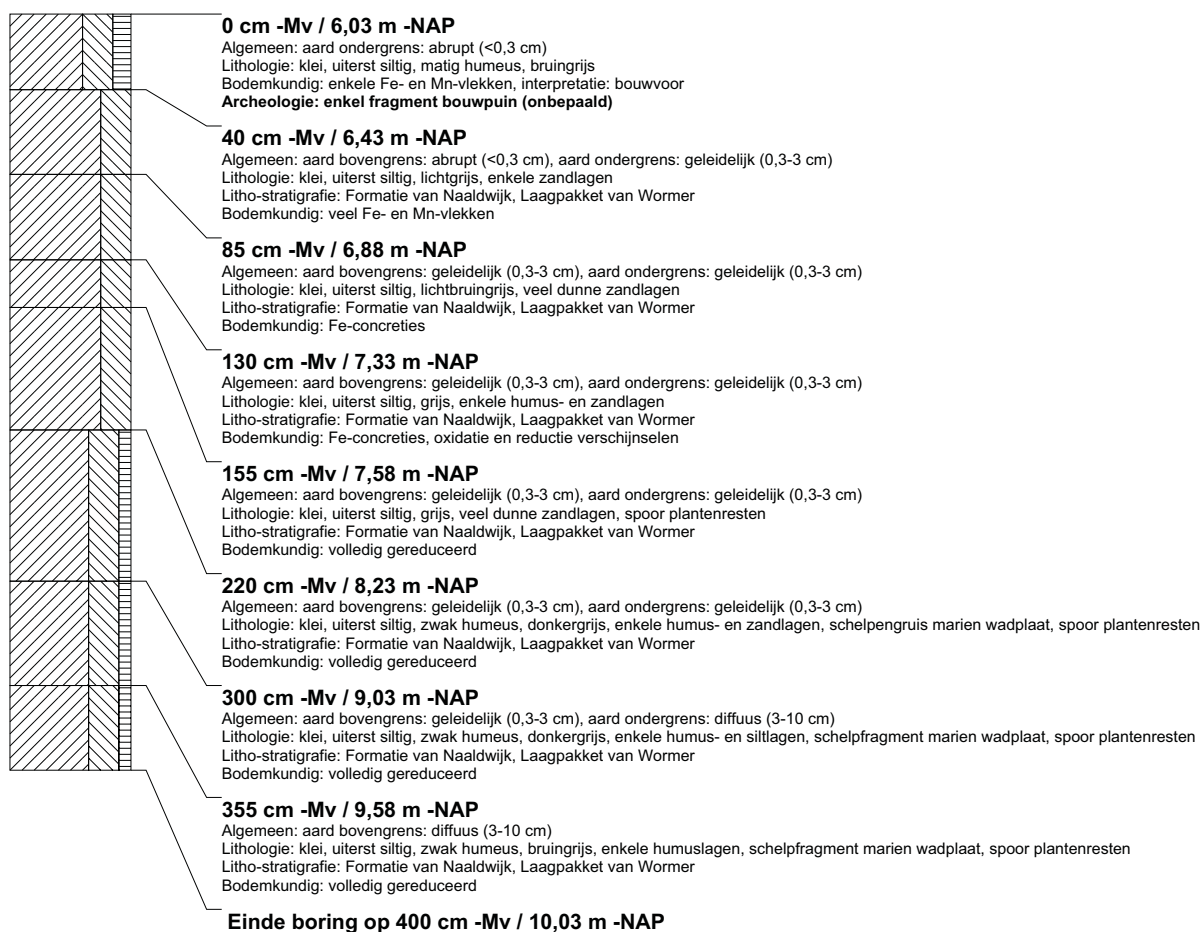 0 cm -Mv / 6,03 m -NAP
Algemeen: aard ondergrens: abrupt (<0,3 cm)
Lithologie: klei, uiterst siltig, matig humeus, bruingrijs
Bodemkundig: enkele Fe- en Mn-vlekken, interpretatie: bouwvoor
Archeologie: enkel fragment bouwpuin (onbepaald)
40 cm -Mv / 6,43 m -NAP
Algemeen: aard bovengrens: abrupt (<0,3 cm), aard ondergrens: geleidelijk (0,3-3 cm)
Lithologie: klei, uiterst siltig, lichtgrijs, enkele zandlagen
Litho-stratigrafie: Formatie van Naaldwijk, Laagpakket van Wormer
Bodemkundig: veel Fe- en Mn-vlekken
85 cm -Mv / 6,88 m -NAP
Algemeen: aard bovengrens: geleidelijk (0,3-3 cm), aard ondergrens: geleidelijk (0,3-3 cm)
Lithologie: klei, uiterst siltig, lichtbruingrijs, veel dunne zandlagen
Litho-stratigrafie: Formatie van Naaldwijk, Laagpakket van Wormer
Bodemkundig: Fe-concreties
130 cm -Mv / 7,33 m -NAP
Algemeen: aard bovengrens: geleidelijk (0,3-3 cm), aard ondergrens: geleidelijk (0,3-3 cm)
Lithologie: klei, uiterst siltig, grijs, enkele humus- en zandlagen
Litho-stratigrafie: Formatie van Naaldwijk, Laagpakket van Wormer
Bodemkundig: Fe-concreties, oxidatie en reductie verschijnselen
155 cm -Mv / 7,58 m -NAP
Algemeen: aard bovengrens: geleidelijk (0,3-3 cm), aard ondergrens: geleidelijk (0,3-3 cm)
Lithologie: klei, uiterst siltig, grijs, veel dunne zandlagen, spoor plantenresten
Litho-stratigrafie: Formatie van Naaldwijk, Laagpakket van Wormer
Bodemkundig: volledig gereduceerd
220 cm -Mv / 8,23 m -NAP
Algemeen: aard bovengrens: geleidelijk (0,3-3 cm), aard ondergrens: geleidelijk (0,3-3 cm)
Lithologie: klei, uiterst siltig, zwak humeus, donkergrijs, enkele humus- en zandlagen, schelpengruis marien wadplaat, spoor plantenresten
Litho-stratigrafie: Formatie van Naaldwijk, Laagpakket van Wormer
Bodemkundig: volledig gereduceerd
300 cm -Mv / 9,03 m -NAP
Algemeen: aard bovengrens: geleidelijk (0,3-3 cm), aard ondergrens: diffuus (3-10 cm)
Lithologie: klei, uiterst siltig, zwak humeus, donkergrijs, enkele humus- en siltlagen, schelpfragment marien wadplaat, spoor plantenresten
Litho-stratigrafie: Formatie van Naaldwijk, Laagpakket van Wormer
Bodemkundig: volledig gereduceerd
355 cm -Mv / 9,58 m -NAP
Algemeen: aard bovengrens: diffuus (3-10 cm)
Lithologie: klei, uiterst siltig, zwak humeus, bruingrijs, enkele humuslagen, schelpfragment marien wadplaat, spoor plantenresten
Litho-stratigrafie: Formatie van Naaldwijk, Laagpakket van Wormer
Bodemkundig: volledig gereduceerd
Einde boring op 400 cm -Mv / 10,03 m -NAP